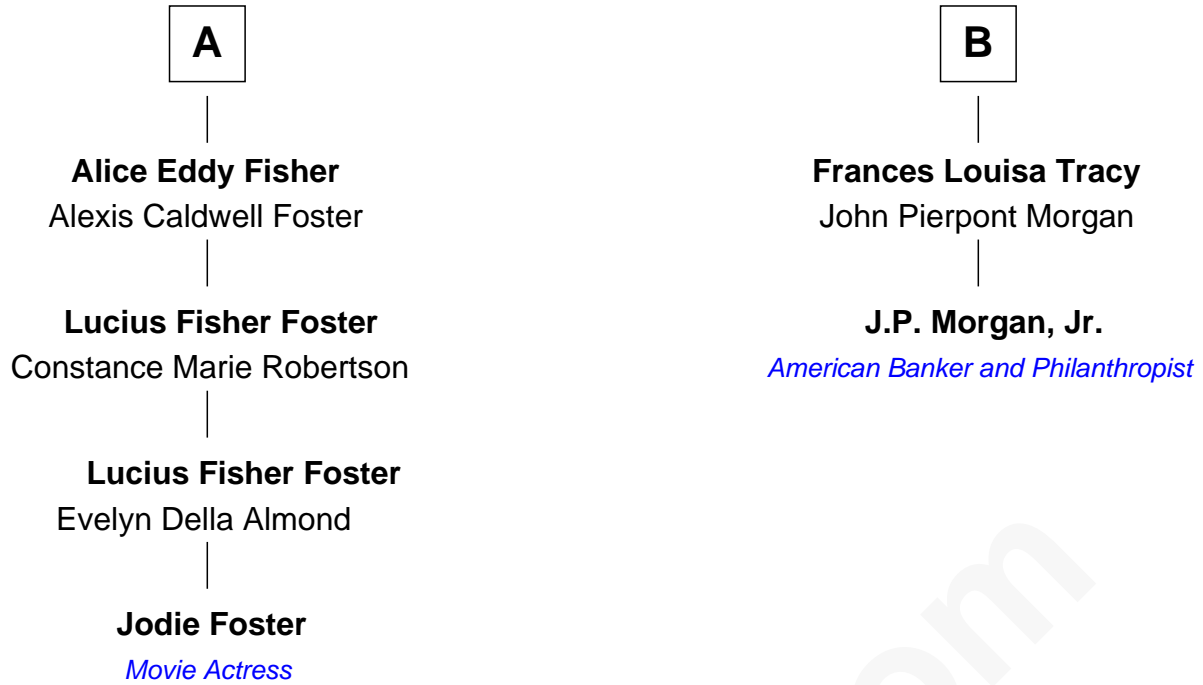 A
Alice Eddy Fisher
Alexis Caldwell Foster
Lucius Fisher Foster
Constance Marie Robertson
Lucius Fisher Foster
Evelyn Della Almond
Jodie Foster
Movie Actress
B
Frances Louisa Tracy
John Pierpont Morgan
J.P. Morgan, Jr.
American Banker and Philanthropist
om